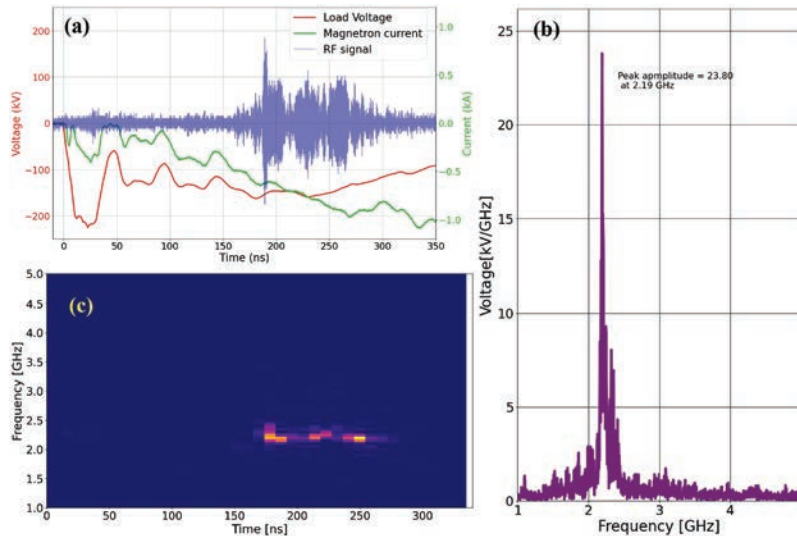 (a)
Load Voltage
Magnetron current
RF signal
200
100
0
−100
−200
Voltage (kV)
1.0
0.5
0.0
−0.5
−1.0
Current (kA)
0
50
100
150
200
250
300
350
Time (ns)
(c)
5.0
4.5
4.0
3.5
3.0
2.5
2.0
1.5
1.0
Frequency [GHz]
0
50
100
150
200
250
300
Time [ns]
(b)
Peak apmplitude = 23.80
at 2.19 GHz
25
20
15
10
5
0
Voltage[kV/GHz]
1
2
3
4
Frequency [GHz]